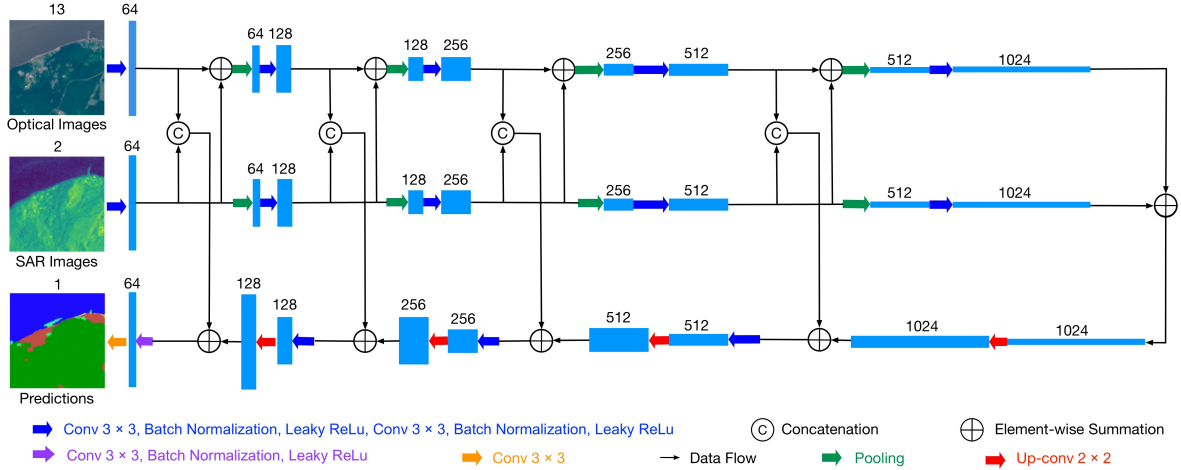 13 64
64 128 128 256 256 512 512 1024
Optical Images
C C C C
2 64
64 128 128 256 256 512 512 1024
SAR Images
1 64
128 128 256 256 512 512 1024 1024
Predictions
Conv 3 × 3, Batch Normalization, Leaky ReLu, Conv 3 × 3, Batch Normalization, Leaky ReLu C Concatenation Element-wise Summation
Conv 3 × 3, Batch Normalization, Leaky ReLu Conv 3 × 3 Data Flow Pooling Up-conv 2 × 2